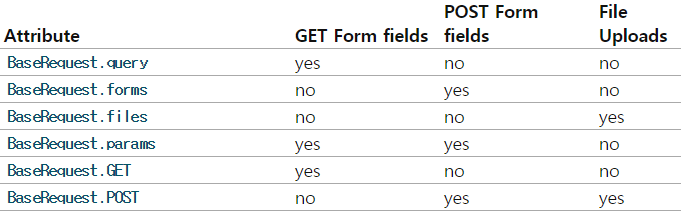 Attribute GET Form fields POST Form fields File Uploads
BaseRequest.query yes no no
BaseRequest.forms no yes no
BaseRequest.files no no yes
BaseRequest.params yes yes no
BaseRequest.GET yes no no
BaseRequest.POST no yes yes